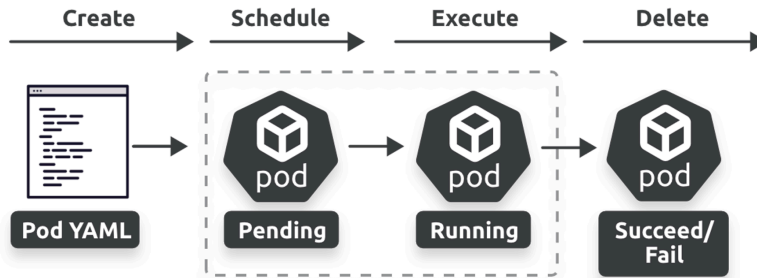 Create
Schedule
Execute
Delete
pod
pod
pod
Pod YAML
Pending
Running
Succeed/
Fail